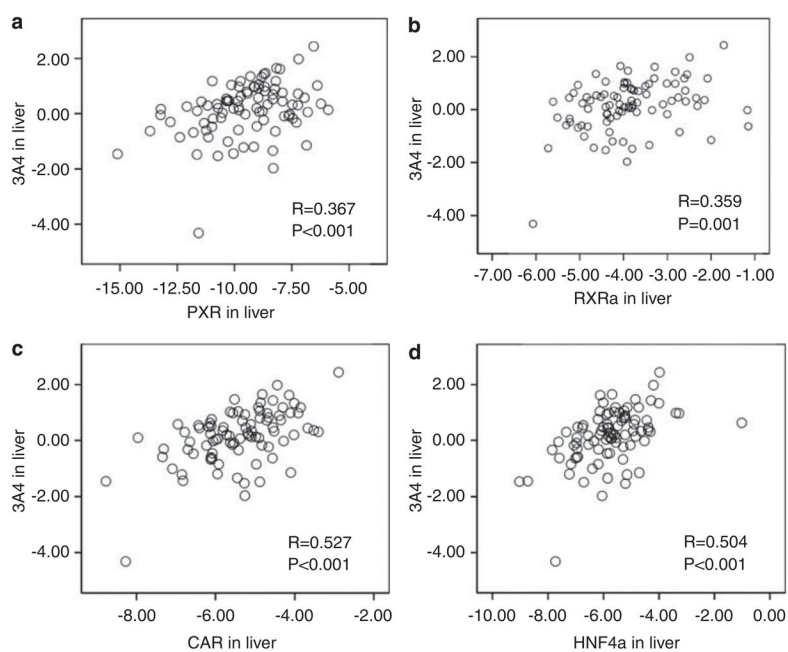 a
3A4 in liver
2.00
0.00
-2.00
-4.00
R=0.367
P<0.001
-15.00 -12.50 -10.00 -7.50 -5.00
PXR in liver
b
3A4 in liver
2.00
0.00
-2.00
-4.00
R=0.359
P=0.001
-7.00 -6.00 -5.00 -4.00 -3.00 -2.00 -1.00
RXRa in liver
c
3A4 in liver
2.00
0.00
-2.00
-4.00
R=0.527
P<0.001
-8.00 -6.00 -4.00 -2.00
CAR in liver
d
3A4 in liver
2.00
0.00
-2.00
-4.00
R=0.504
P<0.001
-10.00 -8.00 -6.00 -4.00 -2.00 0.00
HNF4a in liver